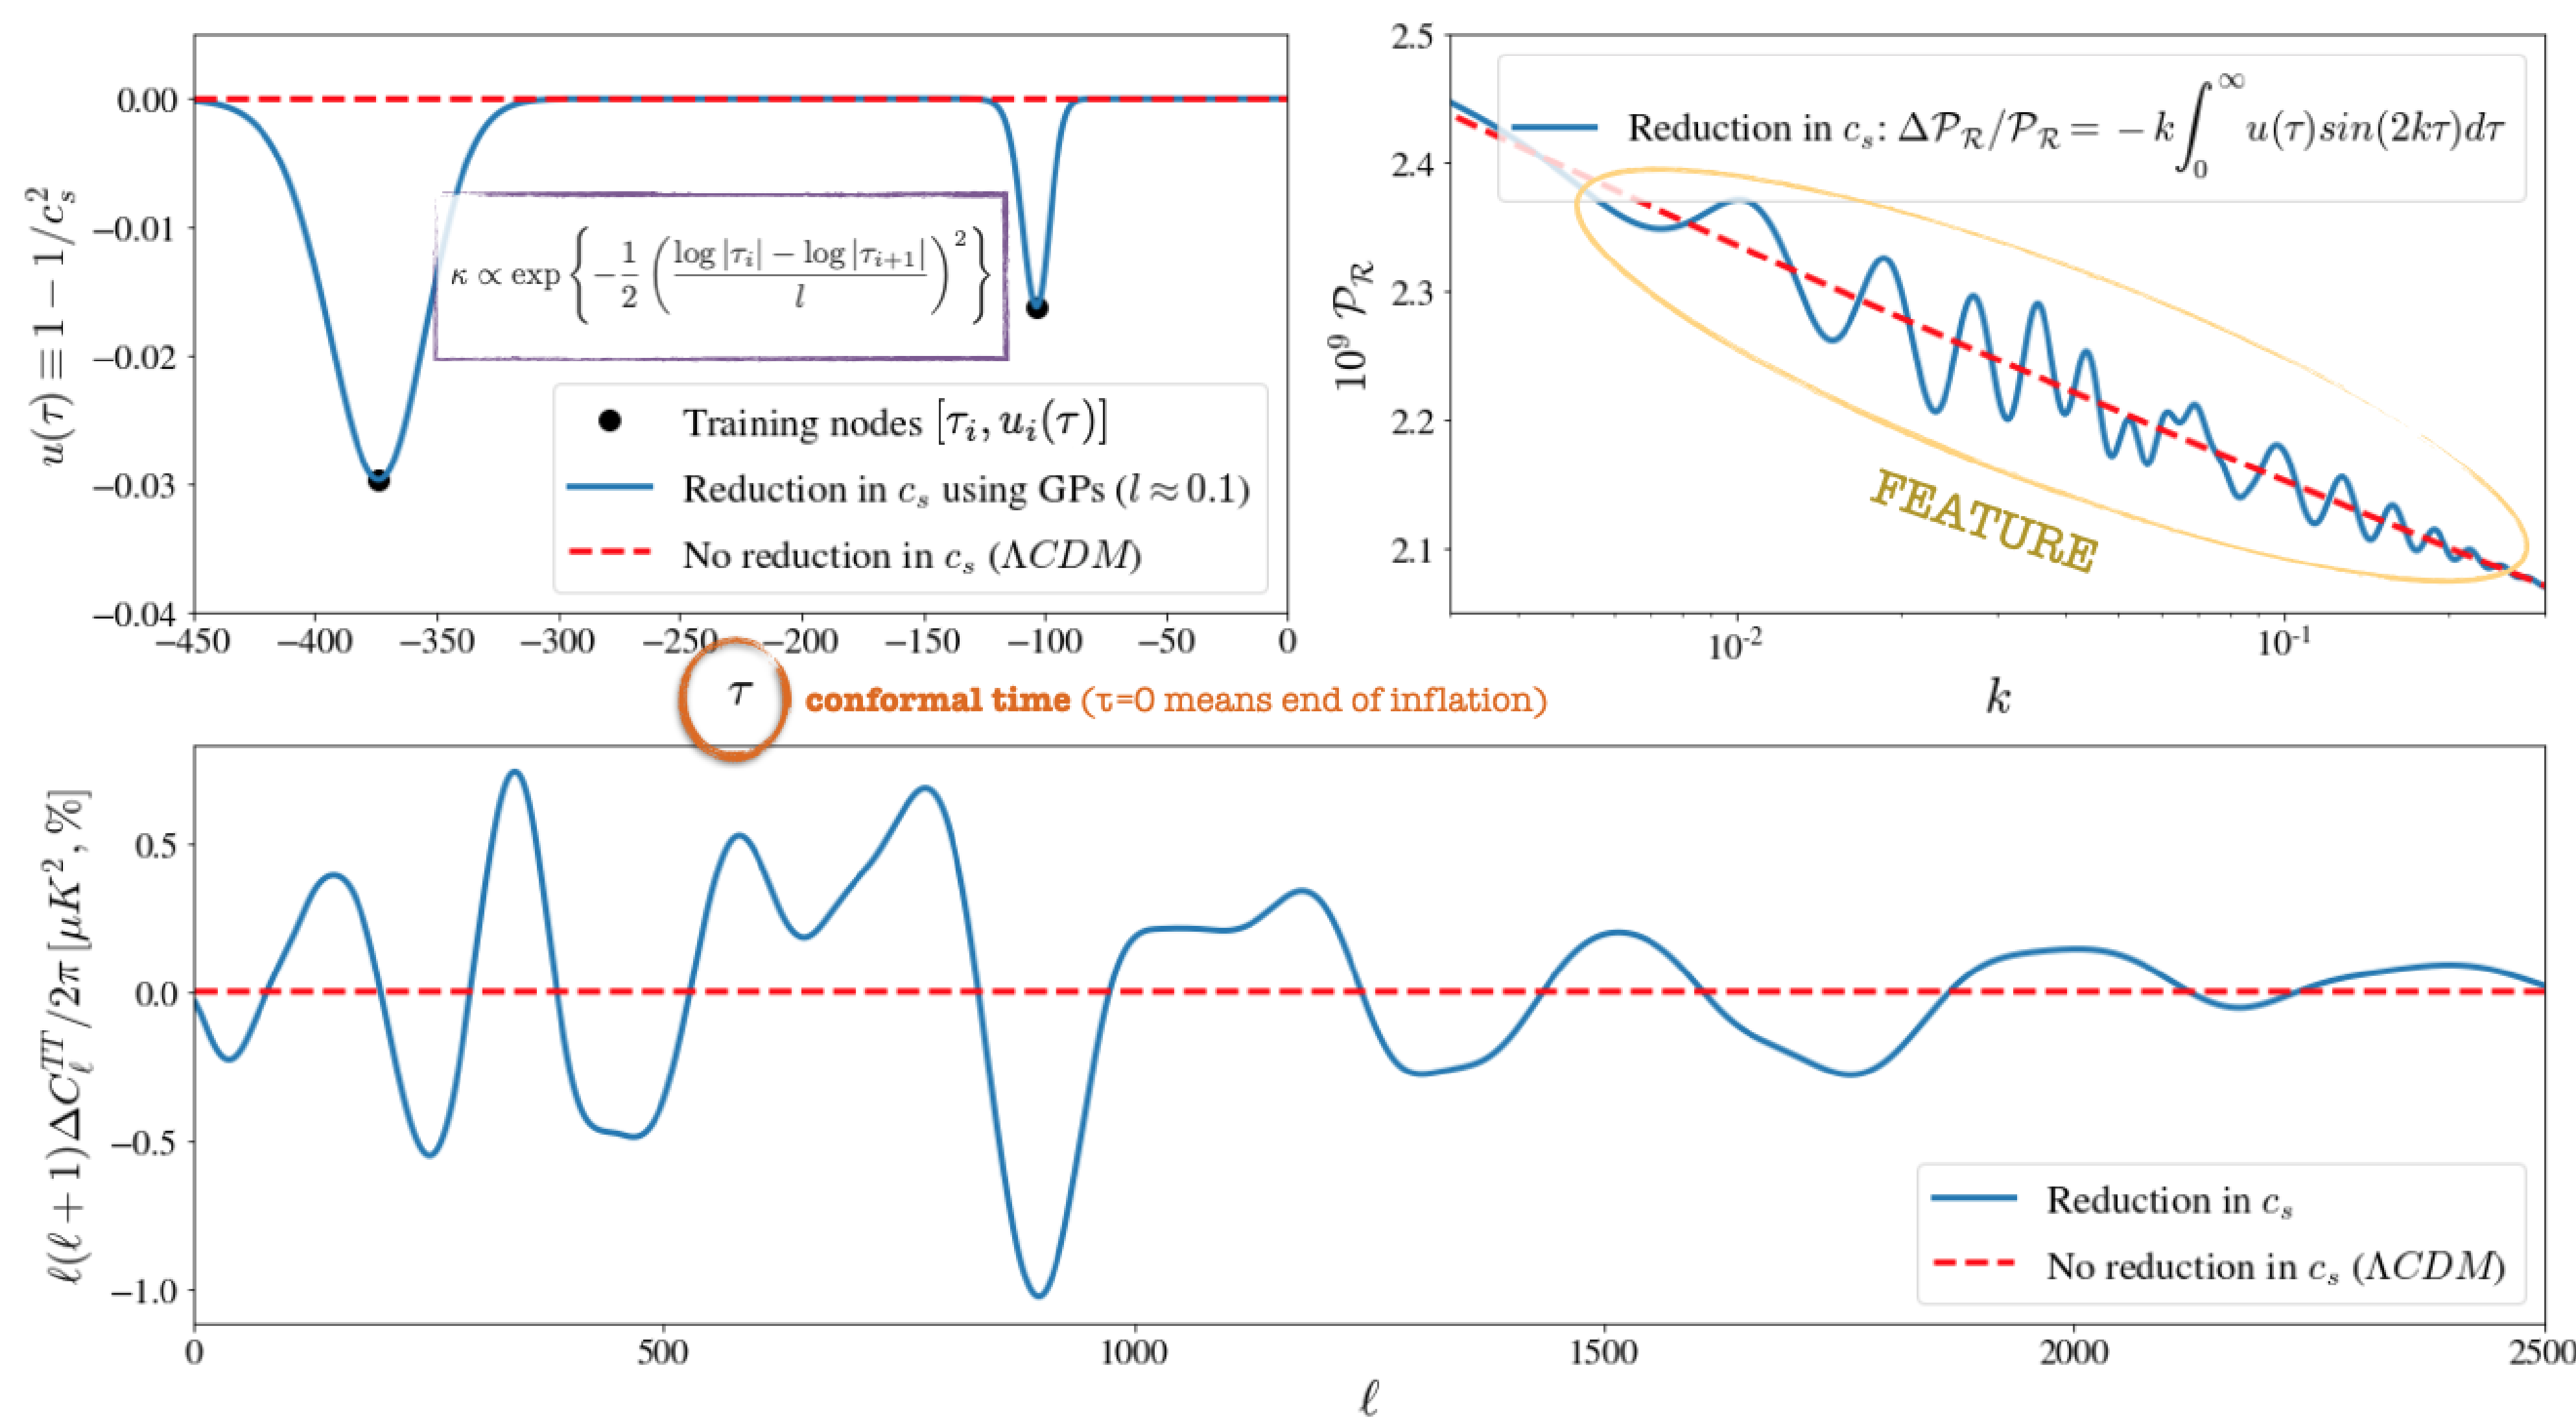 u(τ) ≡ 1 − 1/c_s^2
0.00
−0.01
−0.02
−0.03
−0.04
κ ∝ exp { −1/2 ( (log|τ_i| − log|τ_{i+1}|) / l )^2 }
Training nodes [τ_i, u_i(τ)]
Reduction in c_s using GPs (l ≈ 0.1)
No reduction in c_s (ΛCDM)
−450 −400 −350 −300 −250 −200 −150 −100 −50 0
τ conformal time (τ=0 means end of inflation)
10^9 𝒫_ℛ
2.5
2.4
2.3
2.2
2.1
Reduction in c_s: Δ𝒫_ℛ/𝒫_ℛ = −k ∫_0^∞ u(τ)sin(2kτ)dτ
FEATURE
10^-2 10^-1
k
ℓ(ℓ + 1)ΔC_ℓ^{TT}/2π [μK^2, %]
0.5
0.0
−0.5
−1.0
Reduction in c_s
No reduction in c_s (ΛCDM)
0 500 1000 1500 2000 2500
ℓ